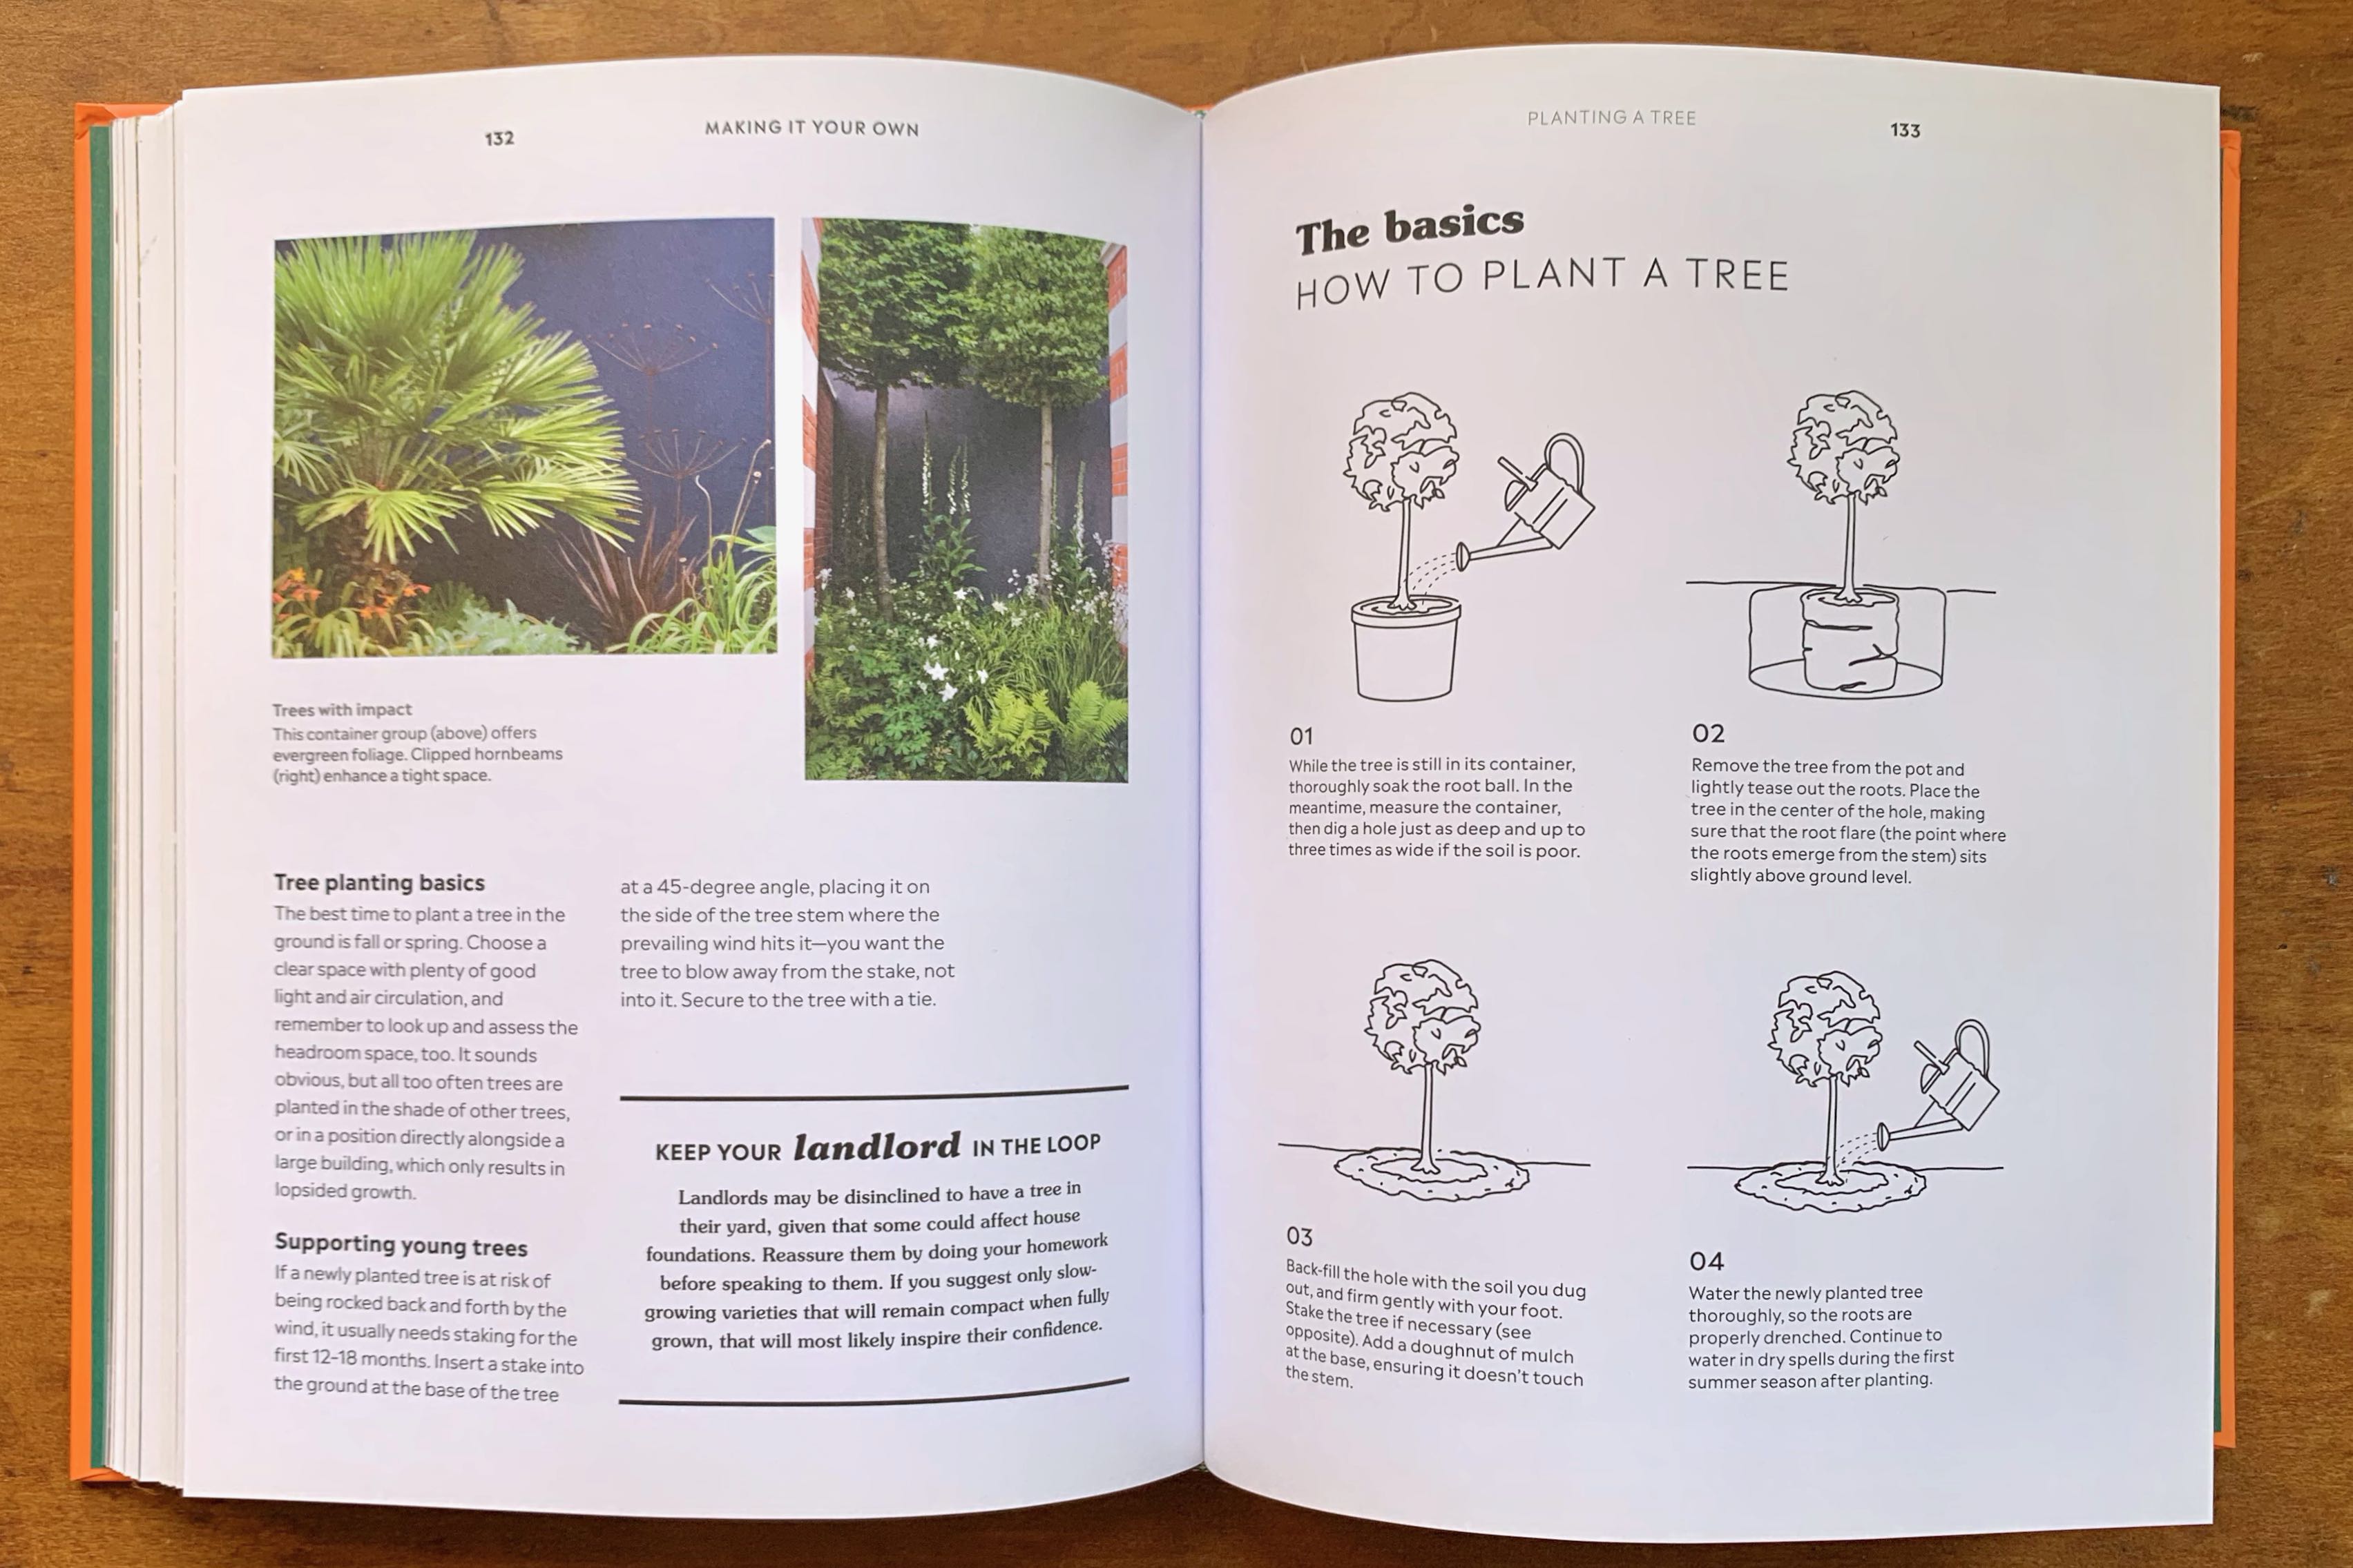 132
MAKING IT YOUR OWN
Trees with impact
This container group (above) offers
evergreen foliage. Clipped hornbeams
(right) enhance a tight space.
Tree planting basics
The best time to plant a tree in the
ground is fall or spring. Choose a
clear space with plenty of good
light and air circulation, and
remember to look up and assess the
headroom space, too. It sounds
obvious, but all too often trees are
planted in the shade of other trees,
or in a position directly alongside a
large building, which only results in
lopsided growth.
Supporting young trees
If a newly planted tree is at risk of
being rocked back and forth by the
wind, it usually needs staking for the
first 12–18 months. Insert a stake into
the ground at the base of the tree
at a 45-degree angle, placing it on
the side of the tree stem where the
prevailing wind hits it—you want the
tree to blow away from the stake, not
into it. Secure to the tree with a tie.
KEEP YOUR landlord IN THE LOOP
Landlords may be disinclined to have a tree in
their yard, given that some could affect house
foundations. Reassure them by doing your homework
before speaking to them. If you suggest only slow-
growing varieties that will remain compact when fully
grown, that will most likely inspire their confidence.
PLANTING A TREE
133
The basics
HOW TO PLANT A TREE
01
While the tree is still in its container,
thoroughly soak the root ball. In the
meantime, measure the container,
then dig a hole just as deep and up to
three times as wide if the soil is poor.
02
Remove the tree from the pot and
lightly tease out the roots. Place the
tree in the center of the hole, making
sure that the root flare (the point where
the roots emerge from the stem) sits
slightly above ground level.
03
Back-fill the hole with the soil you dug
out, and firm gently with your foot.
Stake the tree if necessary (see
opposite). Add a doughnut of mulch
at the base, ensuring it doesn't touch
the stem.
04
Water the newly planted tree
thoroughly, so the roots are
properly drenched. Continue to
water in dry spells during the first
summer season after planting.